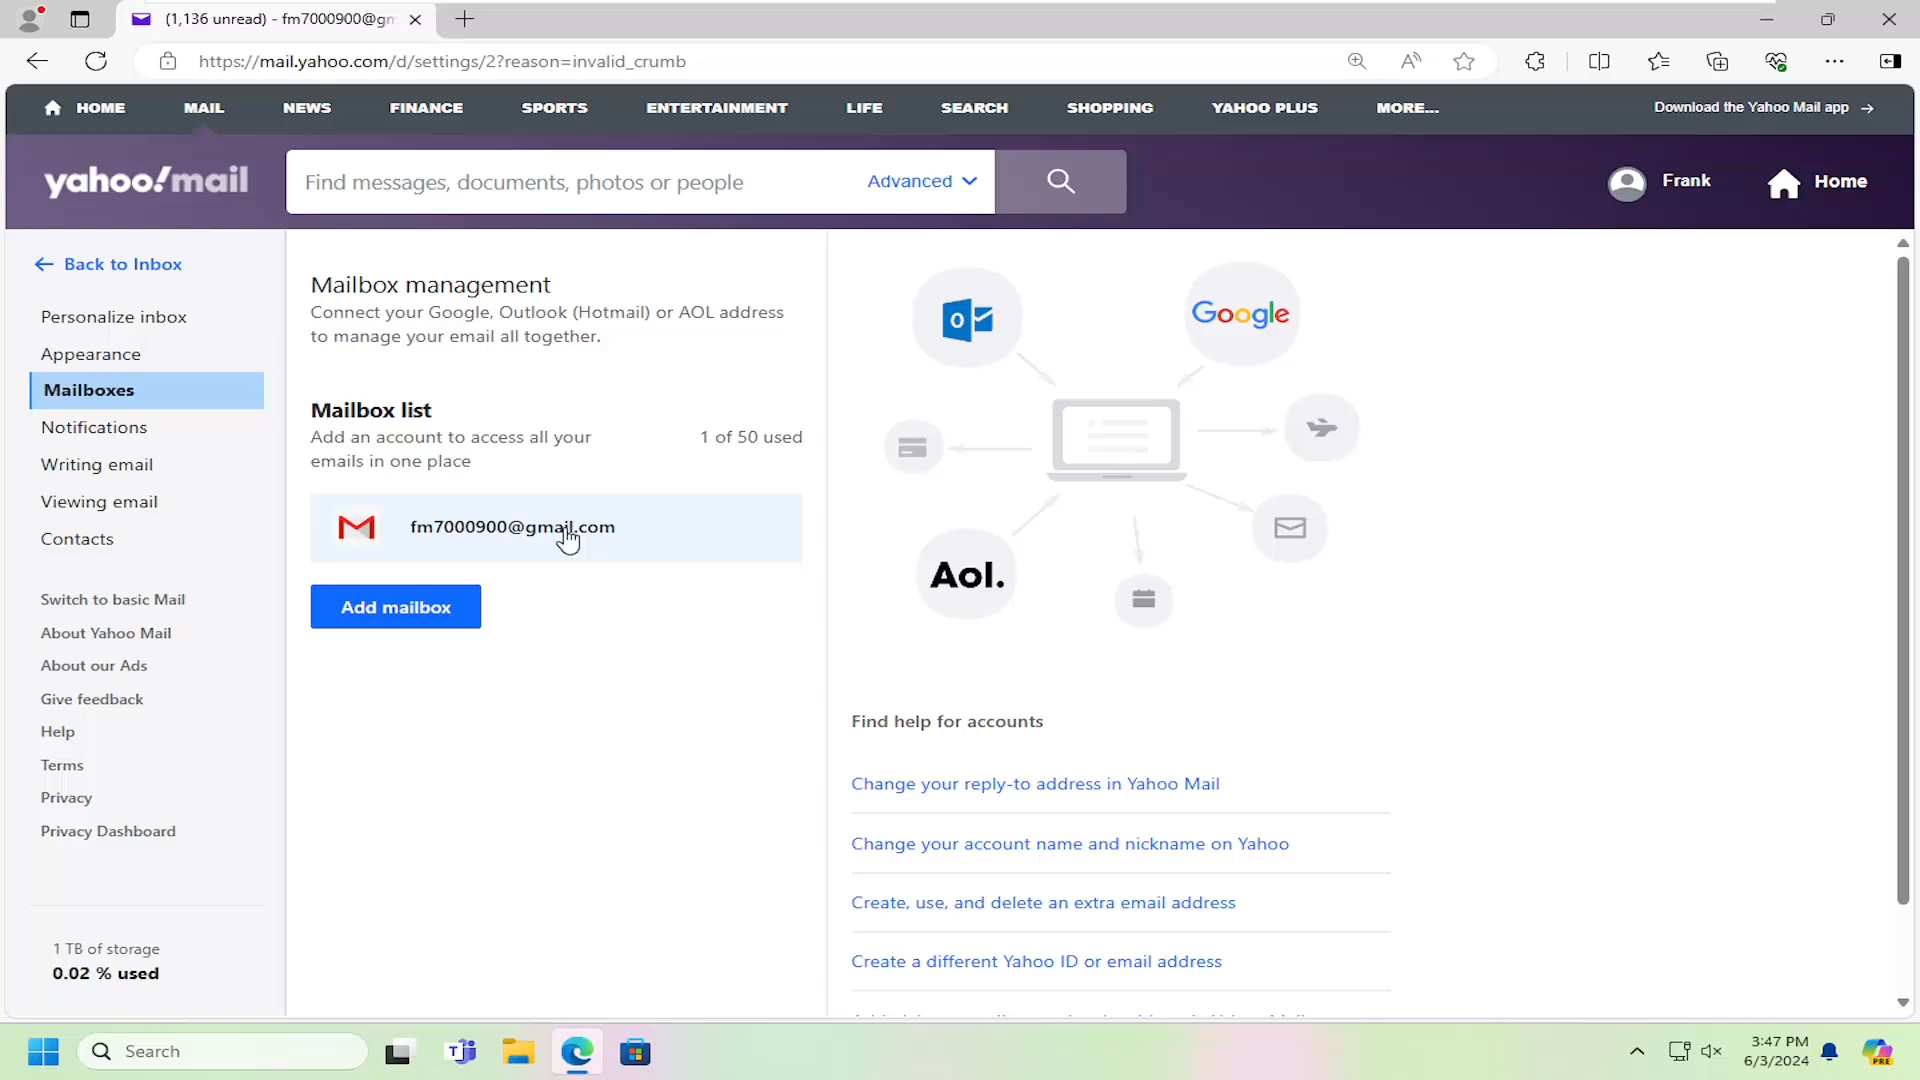 (1,136 unread) - fm7000900@gm
https://mail.yahoo.com/d/settings/2?reason=invalid_crumb
HOME MAIL NEWS FINANCE SPORTS ENTERTAINMENT LIFE SEARCH SHOPPING YAHOO PLUS MORE... Download the Yahoo Mail app →
yahoo!mail Find messages, documents, photos or people Advanced Frank Home
Back to Inbox
Personalize inbox
Appearance
Mailboxes
Notifications
Writing email
Viewing email
Contacts
Switch to basic Mail
About Yahoo Mail
About our Ads
Give feedback
Help
Terms
Privacy
Privacy Dashboard
1 TB of storage
0.02 % used
Mailbox management
Connect your Google, Outlook (Hotmail) or AOL address
to manage your email all together.
Mailbox list
Add an account to access all your
emails in one place
1 of 50 used
fm7000900@gmail.com
Add mailbox
Google
Aol.
Find help for accounts
Change your reply-to address in Yahoo Mail
Change your account name and nickname on Yahoo
Create, use, and delete an extra email address
Create a different Yahoo ID or email address
Search
3:47 PM
6/3/2024
PRE